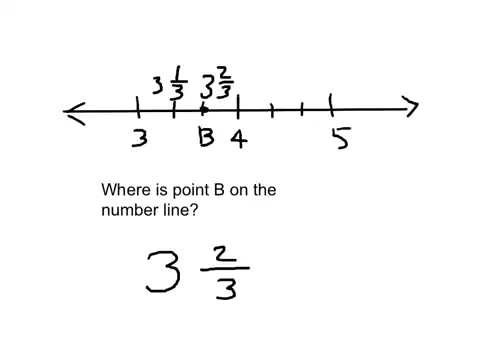 3 1/3 3 2/3
3 B 4 5
Where is point B on the
number line?
3 2/3